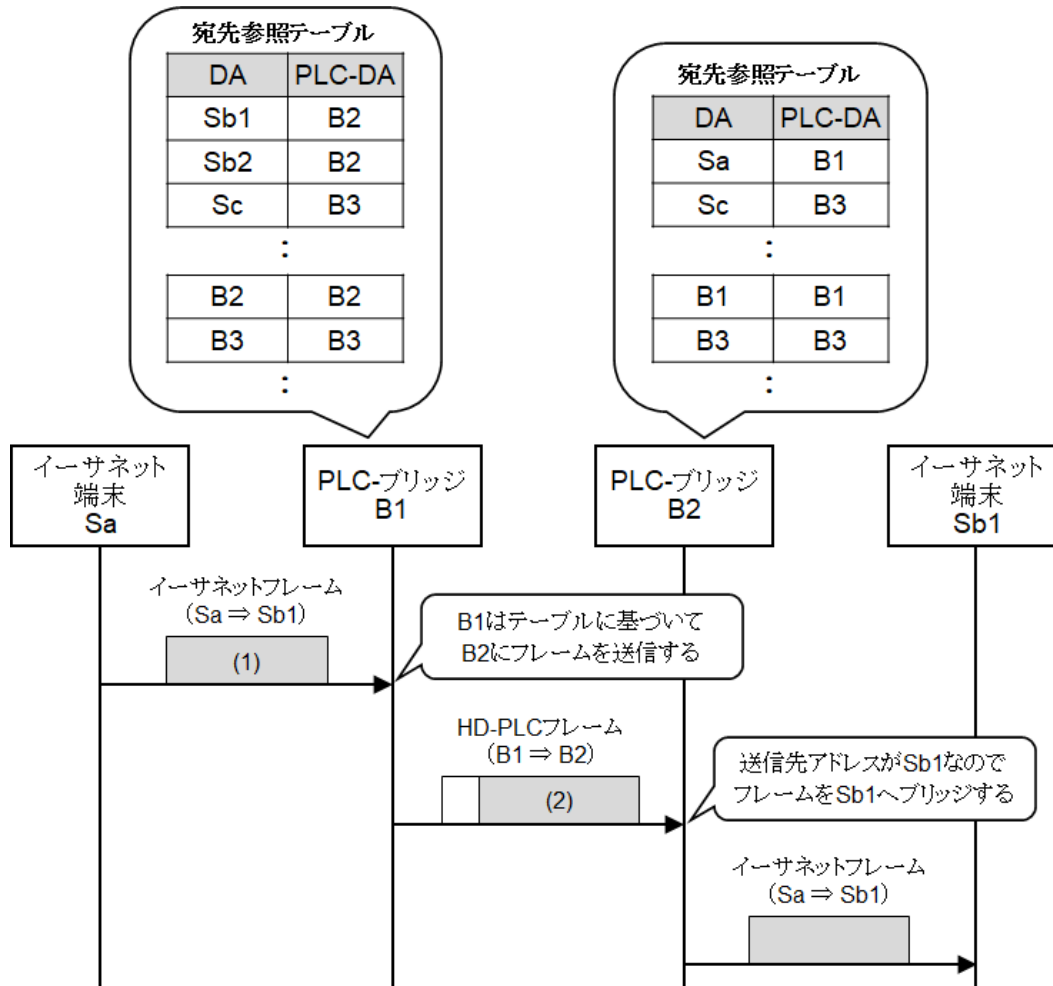 宛先参照テーブル
DA PLC-DA
Sb1 B2
Sb2 B2
Sc B3
:
B2 B2
B3 B3
:
宛先参照テーブル
DA PLC-DA
Sa B1
Sc B3
:
B1 B1
B3 B3
:
イーサネット
端末
Sa
PLC-ブリッジ
B1
PLC-ブリッジ
B2
イーサネット
端末
Sb1
イーサネットフレーム
(Sa ⇒ Sb1)
(1)
B1はテーブルに基づいて
B2にフレームを送信する
HD-PLCフレーム
(B1 ⇒ B2)
(2)
送信先アドレスがSb1なので
フレームをSb1へブリッジする
イーサネットフレーム
(Sa ⇒ Sb1)